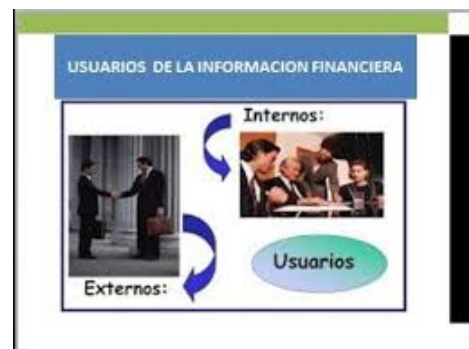 USUARIOS DE LA INFORMACION FINANCIERA
Internos:
Usuarios
Externos: